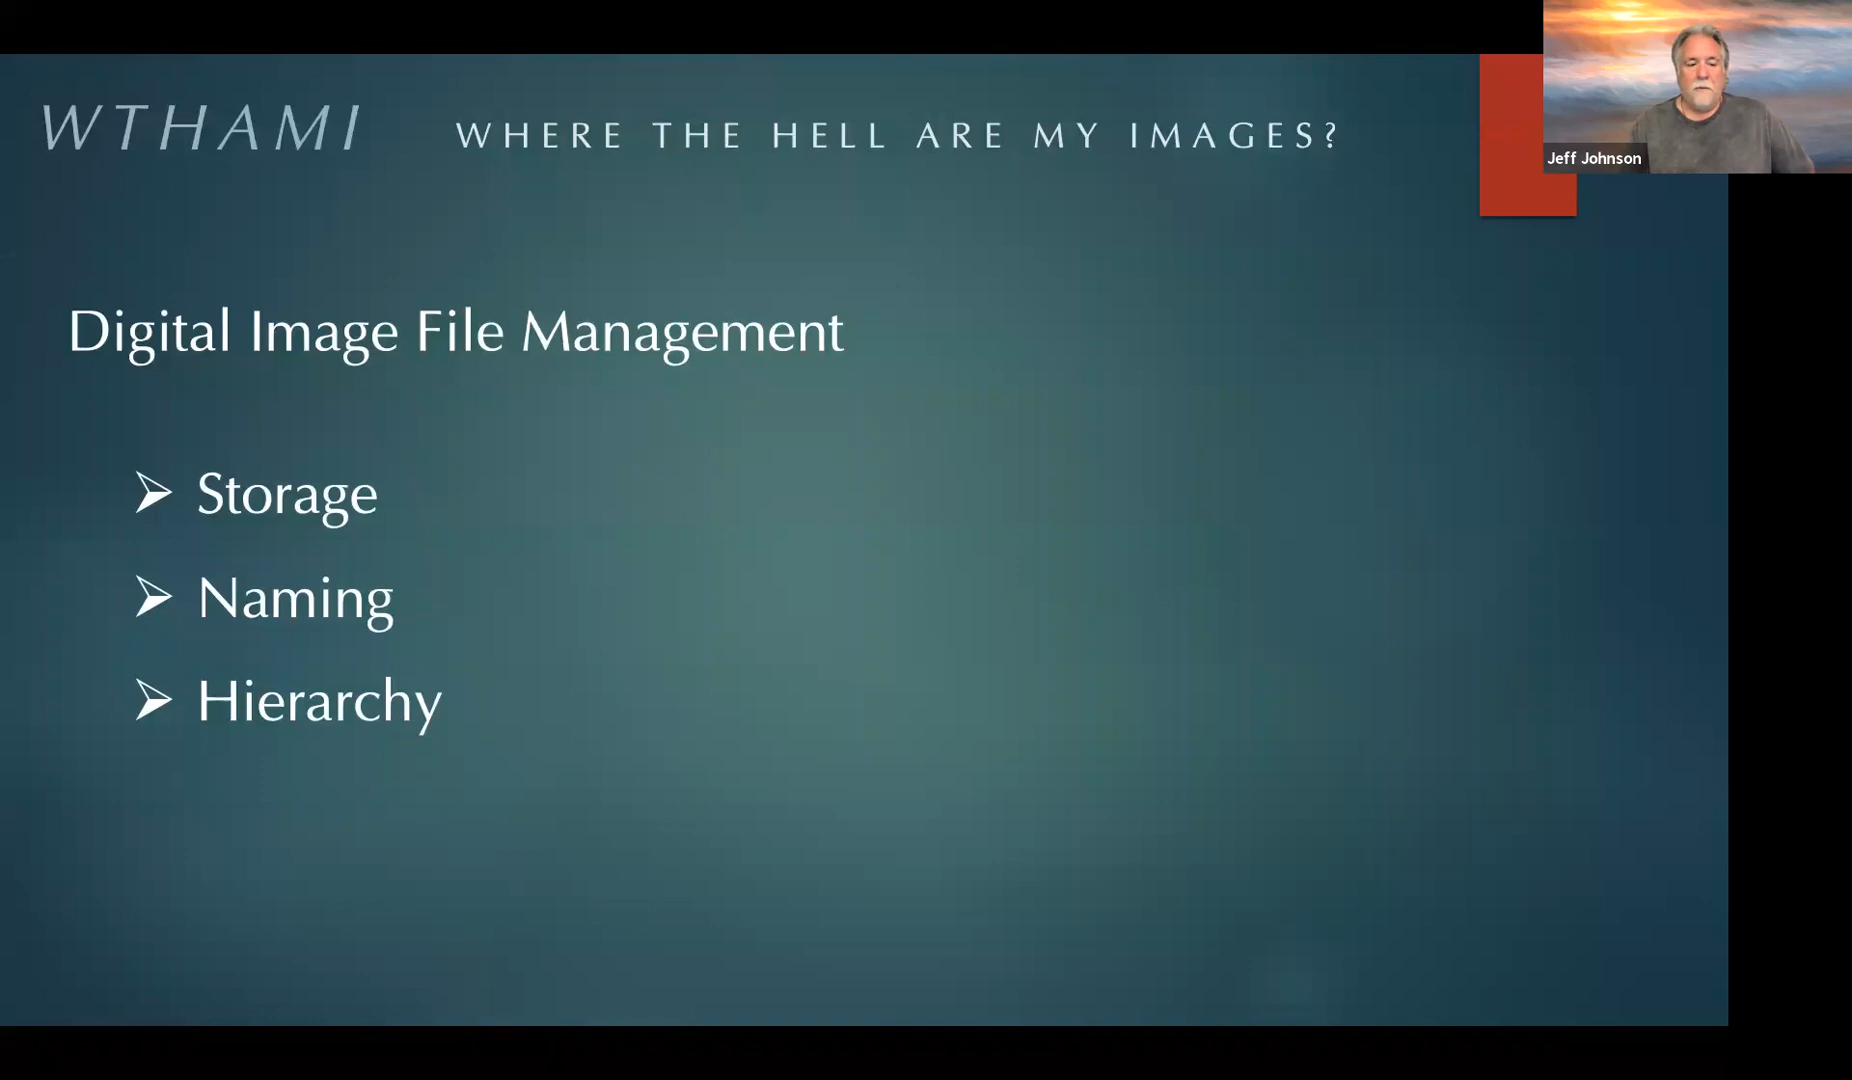 WTHAMI WHERE THE HELL ARE MY IMAGES?
Jeff Johnson
Digital Image File Management
Storage
Naming
Hierarchy